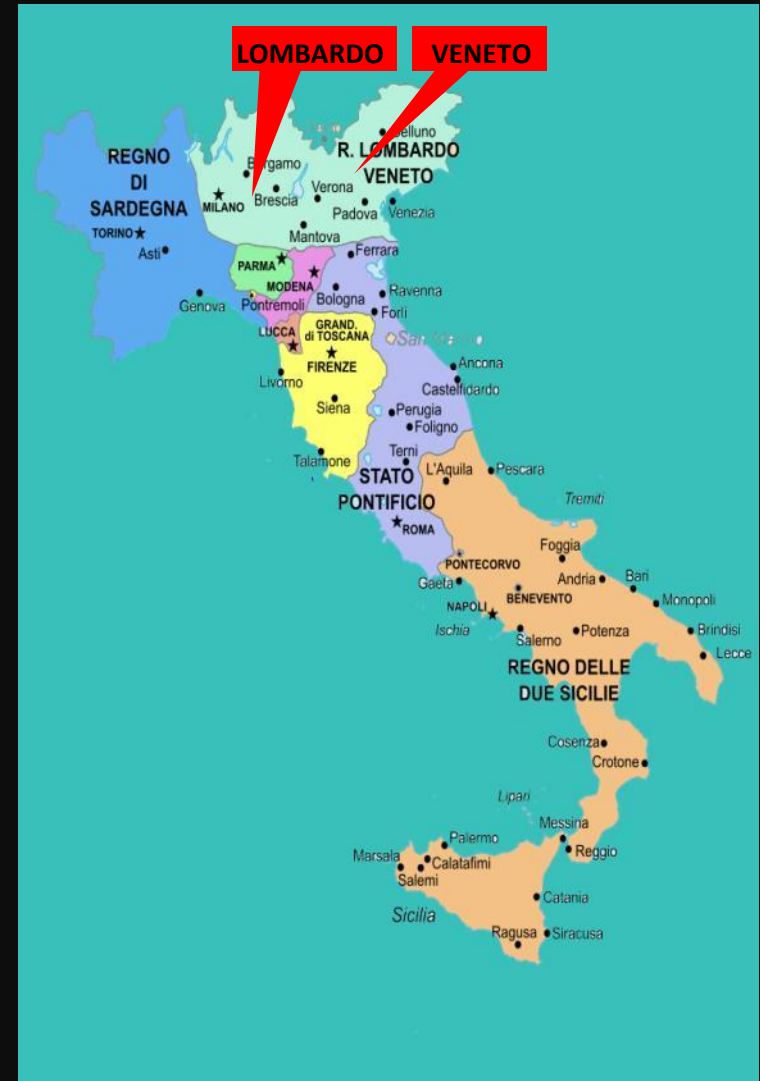 LOMBARDO
VENETO
Belluno
REGNO
DI
SARDEGNA
R. LOMBARDO
VENETO
Bergamo
MILANO
Brescia
Verona
Padova
Venezia
TORINO
Asti
Mantova
Ferrara
PARMA
MODENA
Genova
Pontremoli
Bologna
Ravenna
Forlì
LUCCA
GRAND.
di TOSCANA
San Marino
FIRENZE
Ancona
Livorno
Castelfidardo
Siena
Perugia
Foligno
Talamone
Terni
L'Aquila
Pescara
STATO
PONTIFICIO
Tremiti
ROMA
Foggia
PONTECORVO
Gaeta
Andria
Bari
BENEVENTO
NAPOLI
Monopoli
Ischia
Salerno
Potenza
Brindisi
Lecce
REGNO DELLE
DUE SICILIE
Cosenza
Crotone
Lipari
Messina
Palermo
Reggio
Marsala
Calatafimi
Salemi
Catania
Sicilia
Ragusa
Siracusa